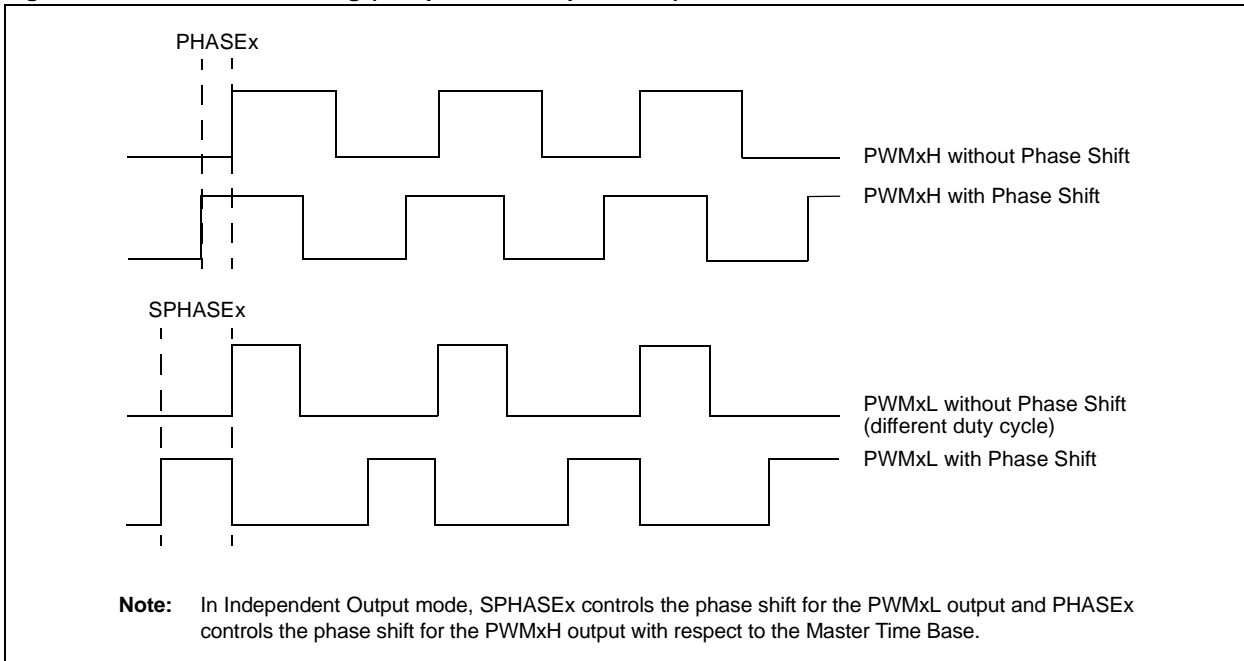 PHASEx
PWMxH without Phase Shift
PWMxH with Phase Shift
SPHASEx
PWMxL without Phase Shift
(different duty cycle)
PWMxL with Phase Shift
Note: In Independent Output mode, SPHASEx controls the phase shift for the PWMxL output and PHASEx
controls the phase shift for the PWMxH output with respect to the Master Time Base.